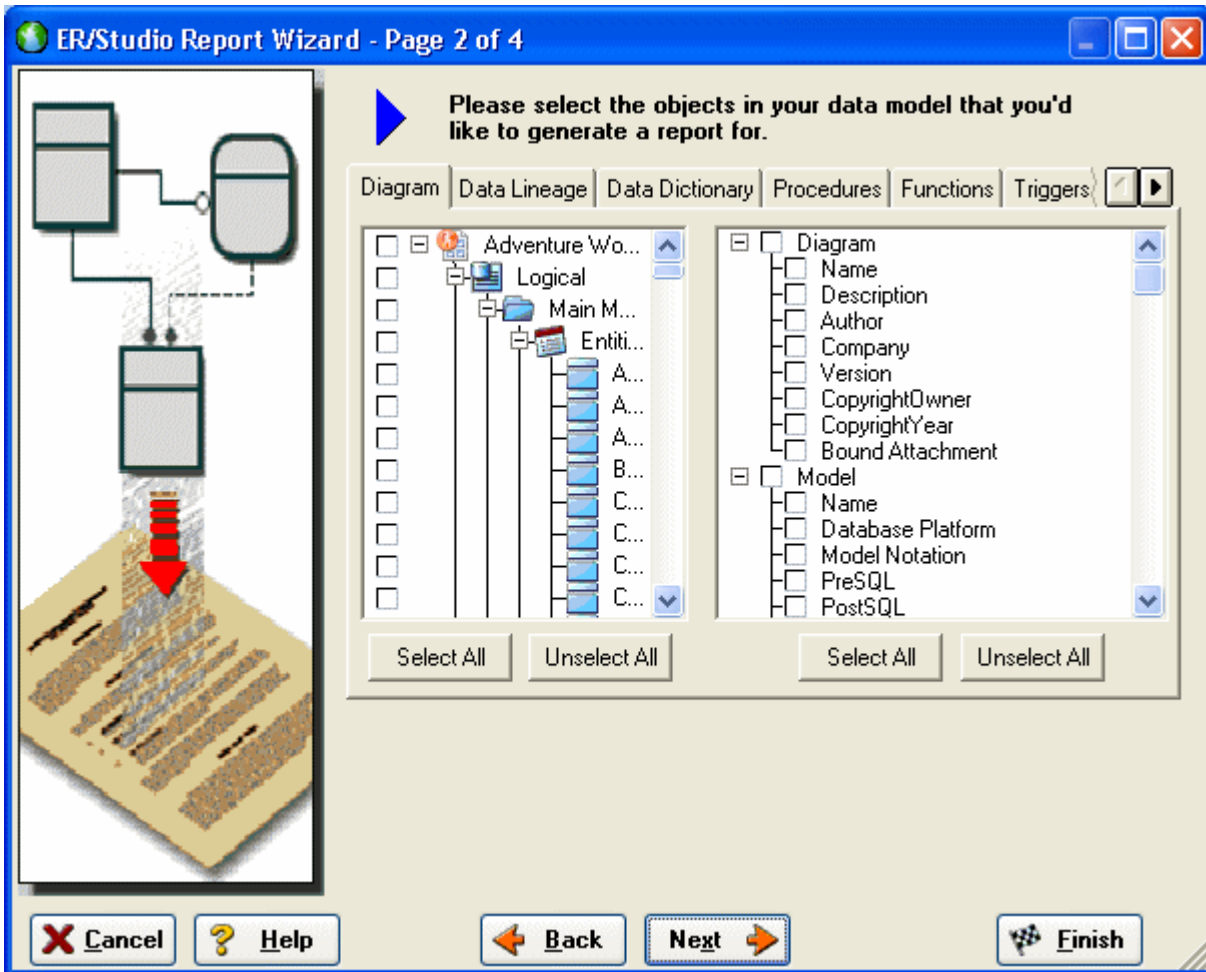 ER/Studio Report Wizard - Page 2 of 4
Please select the objects in your data model that you'd
like to generate a report for.
Diagram Data Lineage Data Dictionary Procedures Functions Triggers
Adventure Wo...
Logical
Main M...
Entiti...
A...
A...
A...
B...
C...
C...
C...
C...
Diagram
Name
Description
Author
Company
Version
CopyrightOwner
CopyrightYear
Bound Attachment
Model
Name
Database Platform
Model Notation
PreSQL
PostSQL
Select All Unselect All Select All Unselect All
Cancel Help Back Next Finish